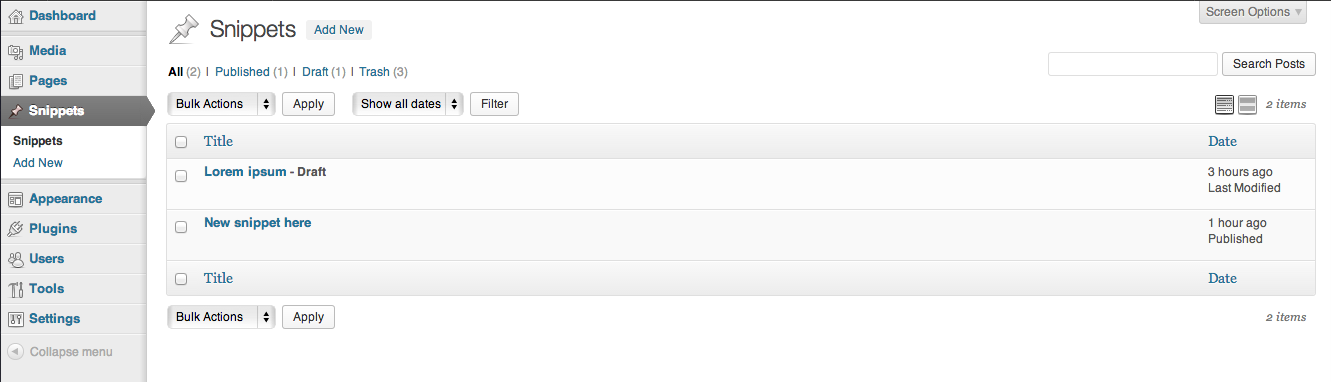 Dashboard
Media
Pages
Snippets
Snippets
Add New
Appearance
Plugins
Users
Tools
Settings
Collapse menu
Screen Options
Snippets Add New
All (2) | Published (1) | Draft (1) | Trash (3)
Search Posts
Bulk Actions Apply Show all dates Filter 2 items
Title Date
Lorem ipsum - Draft 3 hours ago
Last Modified
New snippet here 1 hour ago
Published
Title Date
Bulk Actions Apply 2 items